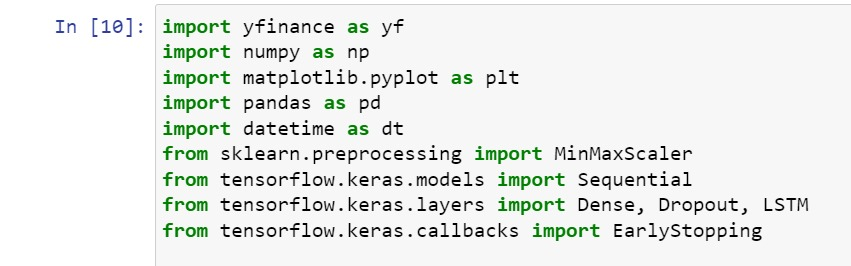 In [10]: import yfinance as yf
import numpy as np
import matplotlib.pyplot as plt
import pandas as pd
import datetime as dt
from sklearn.preprocessing import MinMaxScaler
from tensorflow.keras.models import Sequential
from tensorflow.keras.layers import Dense, Dropout, LSTM
from tensorflow.keras.callbacks import EarlyStopping